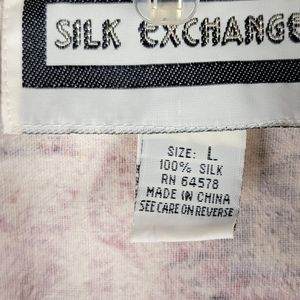 SILK EXCHANGE
SIZE: L
100% SILK
RN 64578
MADE IN CHINA
SEE CARE ON REVERSE